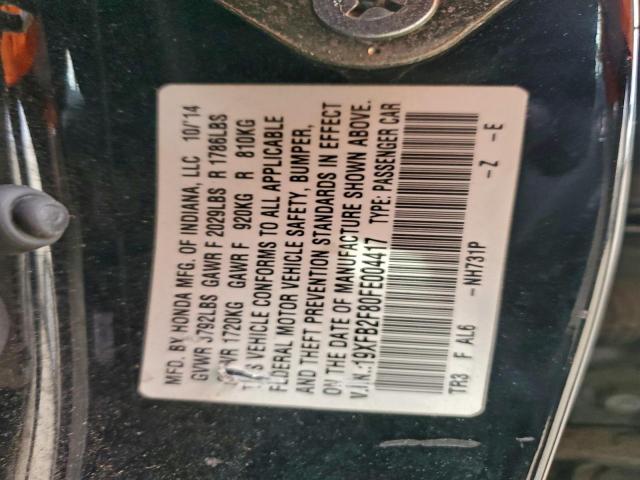 MFD. BY HONDA MFG. OF INDIANA, LLC 10/'14
GVWR 3792LBS GAWR F 2029LBS R 1786LBS
GVWR 1720KG GAWR F 920KG R 810KG
THIS VEHICLE CONFORMS TO ALL APPLICABLE
FEDERAL MOTOR VEHICLE SAFETY, BUMPER,
AND THEFT PREVENTION STANDARDS IN EFFECT
ON THE DATE OF MANUFACTURE SHOWN ABOVE.
V.I.N.:19XFB2F80FE004417 TYPE: PASSENGER CAR
TR3 F AL6 -NH731P -Z -E